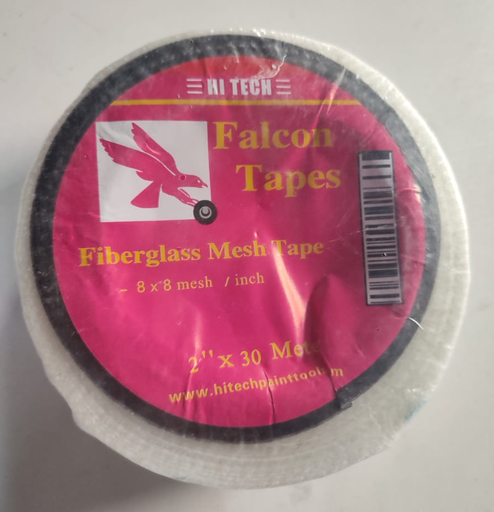 HI TECH
Falcon
Tapes
Fiberglass Mesh Tape
- 8 x 8 mesh / inch
2" x 30